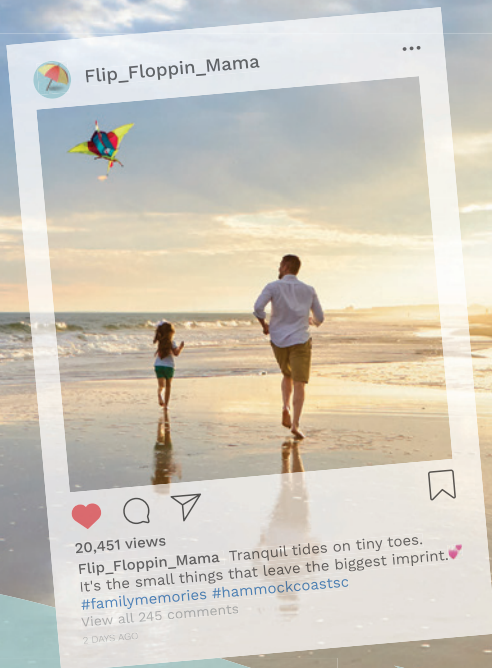 Flip_Floppin_Mama
20,451 views
Flip_Floppin_Mama Tranquil tides on tiny toes.
It's the small things that leave the biggest imprint.💕
#familymemories #hammockcoastsc
View all 245 comments
2 DAYS AGO